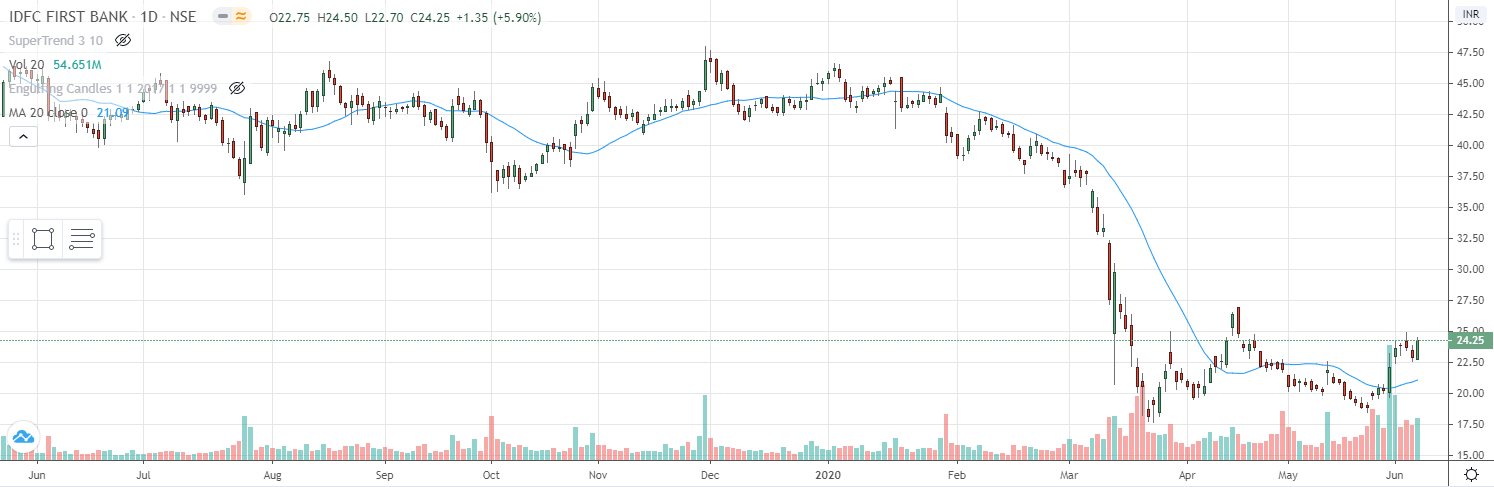 IDFC FIRST BANK · 1D · NSE O22.75 H24.50 L22.70 C24.25 +1.35 (+5.90%)
INR
SuperTrend 3 10
Vol 20 54.651M
Engulfing Candles 1 1 2017 1 1 9999
MA 20 close 0 21.09
50.00
47.50
45.00
42.50
40.00
37.50
35.00
32.50
30.00
27.50
25.00
24.25
22.50
20.00
17.50
15.00
Jun Jul Aug Sep Oct Nov Dec 2020 Feb Mar Apr May Jun